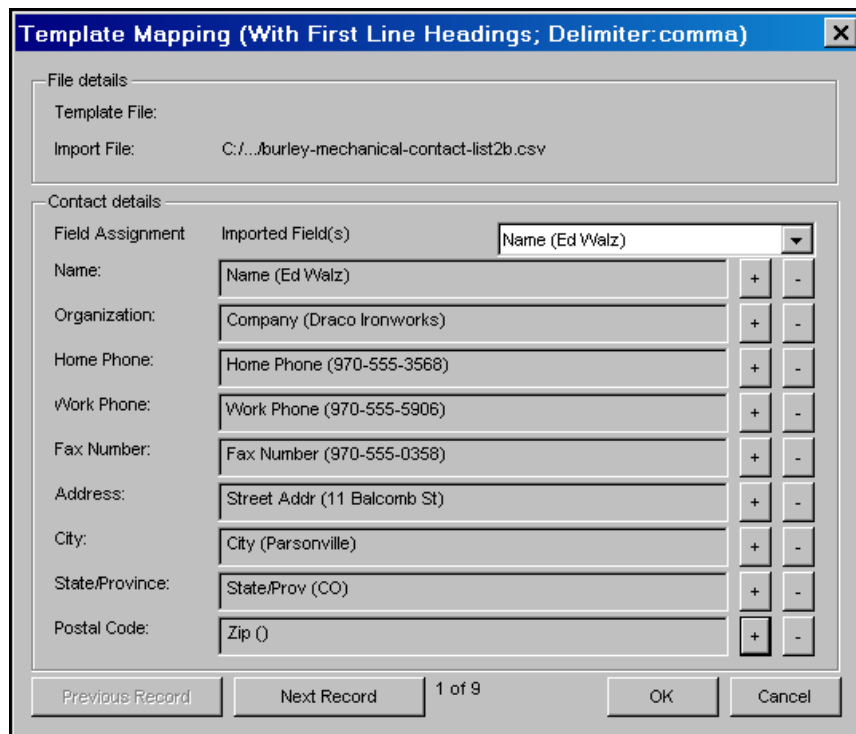 Template Mapping (With First Line Headings; Delimiter:comma)
File details
Template File:
Import File: C:/.../burley-mechanical-contact-list2b.csv
Contact details
Field Assignment Imported Field(s) Name (Ed Walz)
Name: Name (Ed Walz) + -
Organization: Company (Draco Ironworks) + -
Home Phone: Home Phone (970-555-3568) + -
Work Phone: Work Phone (970-555-5906) + -
Fax Number: Fax Number (970-555-0358) + -
Address: Street Addr (11 Balcomb St) + -
City: City (Parsonville) + -
State/Province: State/Prov (CO) + -
Postal Code: Zip () + -
Previous Record Next Record 1 of 9 OK Cancel